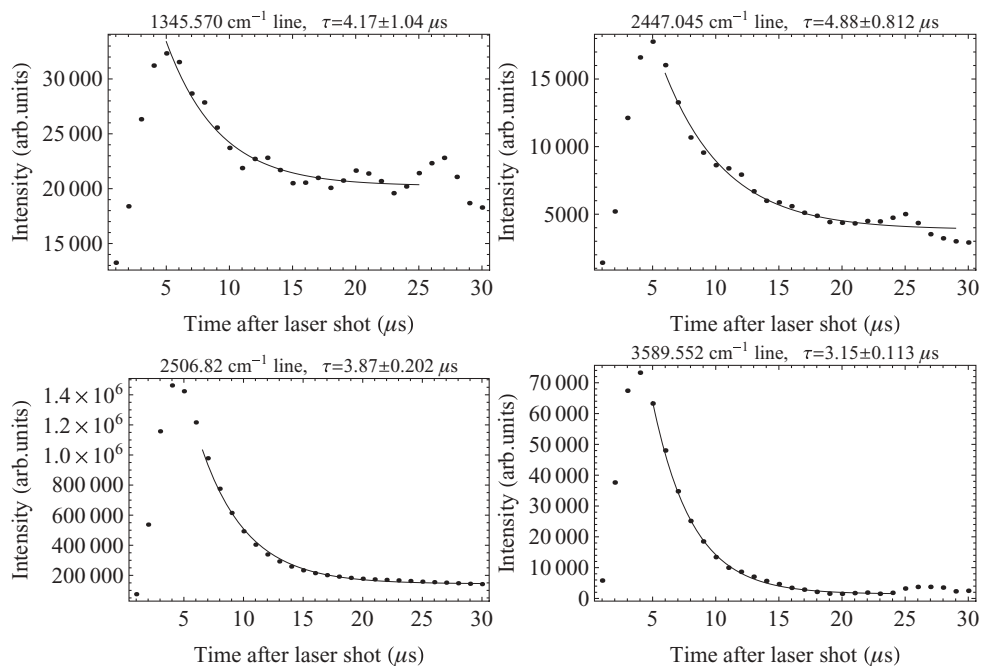 1345.570 cm⁻¹ line, τ=4.17±1.04 μs
Intensity (arb.units)
30 000
25 000
20 000
15 000
5 10 15 20 25 30
Time after laser shot (μs)
2447.045 cm⁻¹ line, τ=4.88±0.812 μs
Intensity (arb.units)
15 000
10 000
5000
5 10 15 20 25 30
Time after laser shot (μs)
2506.82 cm⁻¹ line, τ=3.87±0.202 μs
Intensity (arb.units)
1.4 × 10⁶
1.2 × 10⁶
1.0 × 10⁶
800 000
600 000
400 000
200 000
5 10 15 20 25 30
Time after laser shot (μs)
3589.552 cm⁻¹ line, τ=3.15±0.113 μs
Intensity (arb.units)
70 000
60 000
50 000
40 000
30 000
20 000
10 000
0
5 10 15 20 25 30
Time after laser shot (μs)